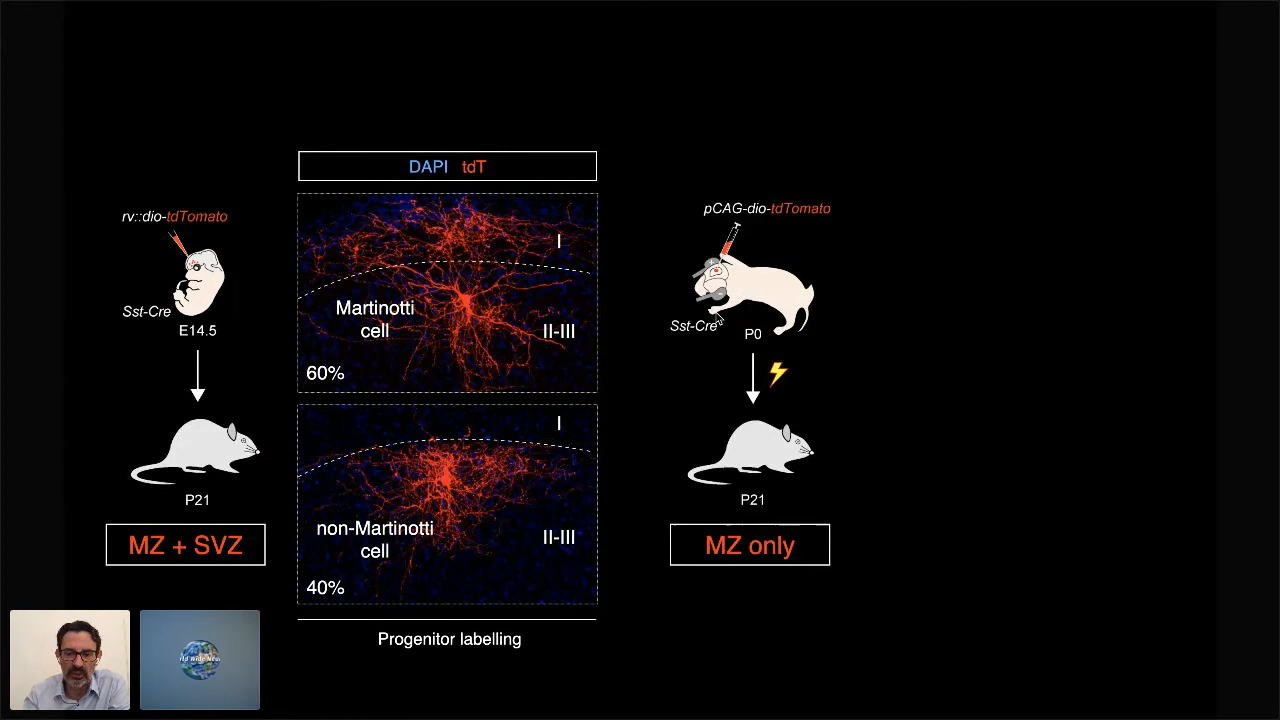 DAPI tdT
rv::dio-tdTomato
Sst-Cre
E14.5
P21
MZ + SVZ
I
Martinotti
cell
II-III
60%
I
non-Martinotti
cell
II-III
40%
Progenitor labelling
pCAG-dio-tdTomato
Sst-Cre
P0
P21
MZ only